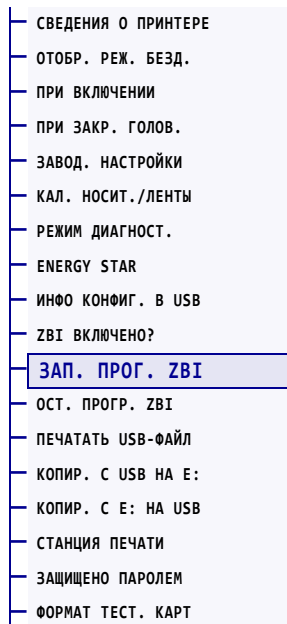 СВЕДЕНИЯ О ПРИНТЕРЕ
ОТОБР. РЕЖ. БЕЗД.
ПРИ ВКЛЮЧЕНИИ
ПРИ ЗАКР. ГОЛОВ.
ЗАВОД. НАСТРОЙКИ
КАЛ. НОСИТ./ЛЕНТЫ
РЕЖИМ ДИАГНОСТ.
ENERGY STAR
ИНФО КОНФИГ. В USB
ZBI ВКЛЮЧЕНО?
ЗАП. ПРОГ. ZBI
ОСТ. ПРОГР. ZBI
ПЕЧАТАТЬ USB-ФАЙЛ
КОПИР. С USB НА E:
КОПИР. С E: НА USB
СТАНЦИЯ ПЕЧАТИ
ЗАЩИЩЕНО ПАРОЛЕМ
ФОРМАТ ТЕСТ. КАРТ